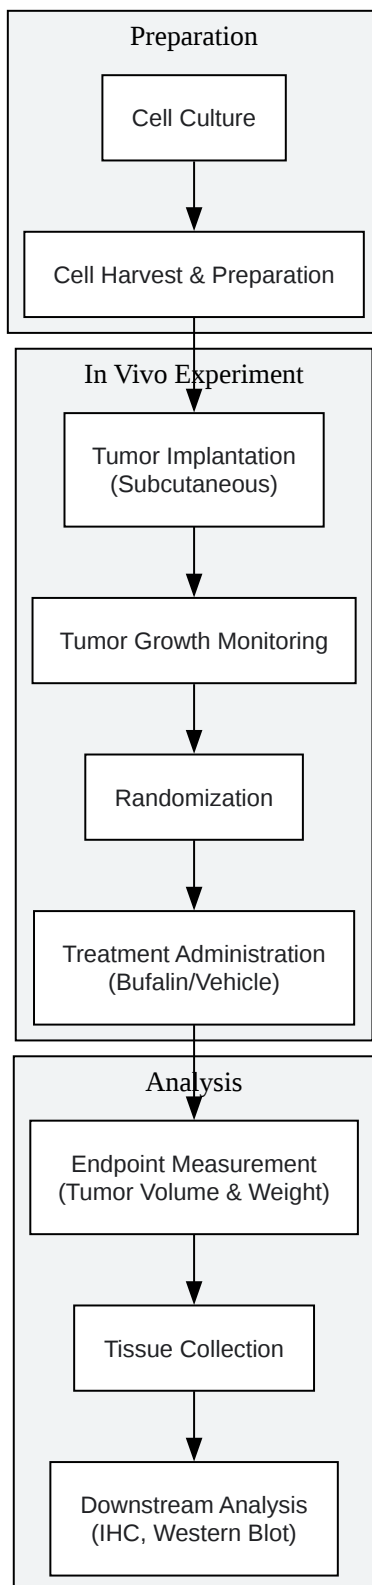 Preparation
Cell Culture
Cell Harvest & Preparation
In Vivo Experiment
Tumor Implantation
(Subcutaneous)
Tumor Growth Monitoring
Randomization
Treatment Administration
(Bufalin/Vehicle)
Analysis
Endpoint Measurement
(Tumor Volume & Weight)
Tissue Collection
Downstream Analysis
(IHC, Western Blot)